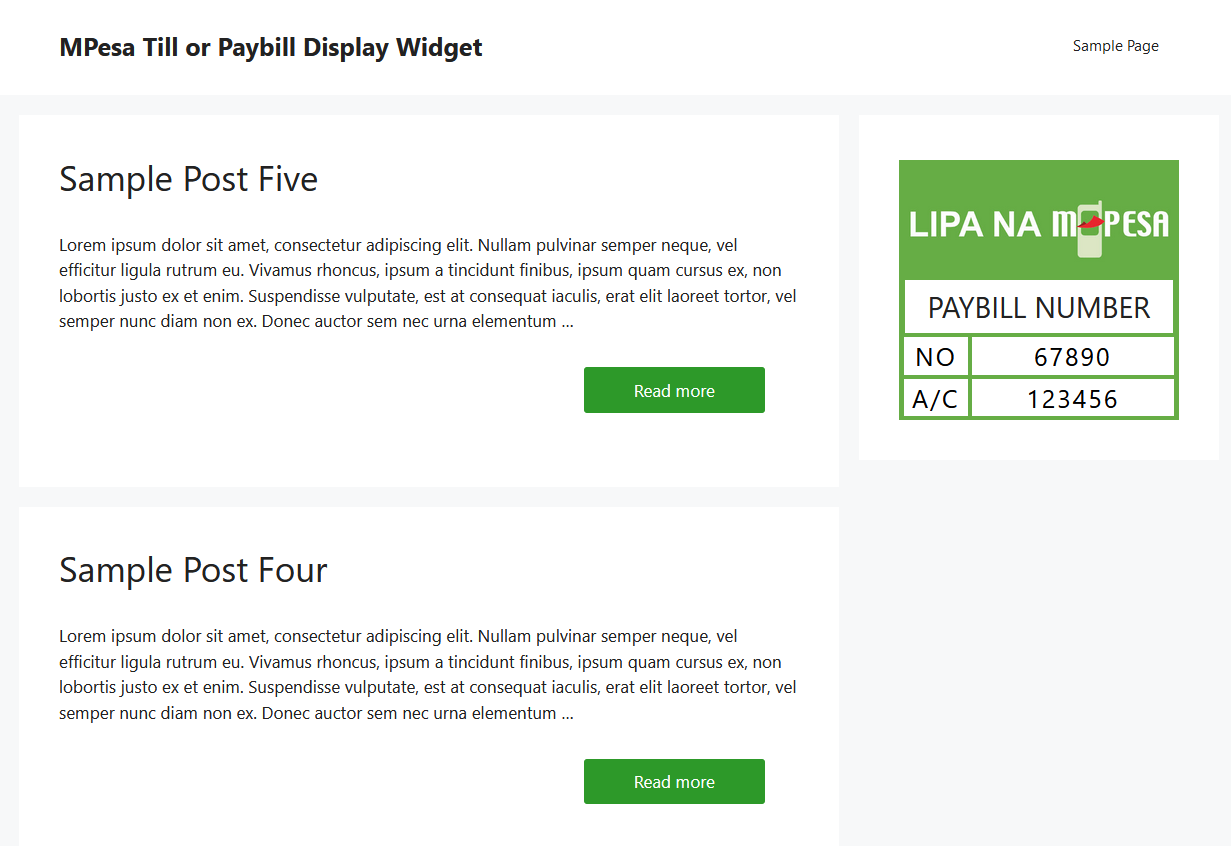 MPesa Till or Paybill Display Widget
Sample Page
Sample Post Five
Lorem ipsum dolor sit amet, consectetur adipiscing elit. Nullam pulvinar semper neque, vel
efficitur ligula rutrum eu. Vivamus rhoncus, ipsum a tincidunt finibus, ipsum quam cursus ex, non
lobortis justo ex et enim. Suspendisse vulputate, est at consequat iaculis, erat elit laoreet tortor, vel
semper nunc diam non ex. Donec auctor sem nec urna elementum ...
Read more
LIPA NA M PESA
PAYBILL NUMBER
NO 67890
A/C 123456
Sample Post Four
Lorem ipsum dolor sit amet, consectetur adipiscing elit. Nullam pulvinar semper neque, vel
efficitur ligula rutrum eu. Vivamus rhoncus, ipsum a tincidunt finibus, ipsum quam cursus ex, non
lobortis justo ex et enim. Suspendisse vulputate, est at consequat iaculis, erat elit laoreet tortor, vel
semper nunc diam non ex. Donec auctor sem nec urna elementum ...
Read more